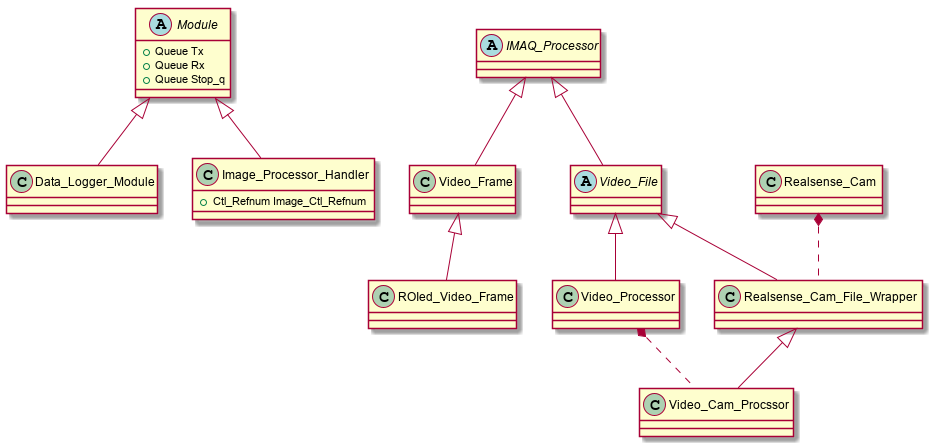 A Module
Queue Tx
Queue Rx
Queue Stop_q
A IMAQ_Processor
C Data_Logger_Module
C Image_Processor_Handler
Ctl_Refnum Image_Ctl_Refnum
C Video_Frame
A Video_File
C Realsense_Cam
C ROIed_Video_Frame
C Video_Processor
C Realsense_Cam_File_Wrapper
C Video_Cam_Procssor